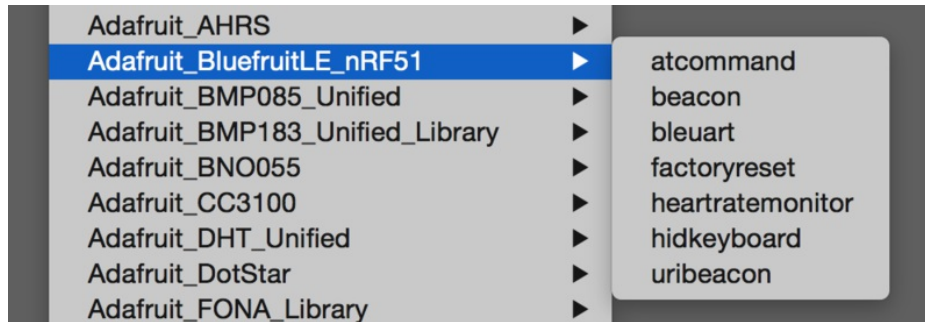 Adafruit_AHRS
Adafruit_BluefruitLE_nRF51
Adafruit_BMP085_Unified
Adafruit_BMP183_Unified_Library
Adafruit_BNO055
Adafruit_CC3100
Adafruit_DHT_Unified
Adafruit_DotStar
Adafruit_FONA_Library
atcommand
beacon
bleuart
factoryreset
heartratemonitor
hidkeyboard
uribeacon